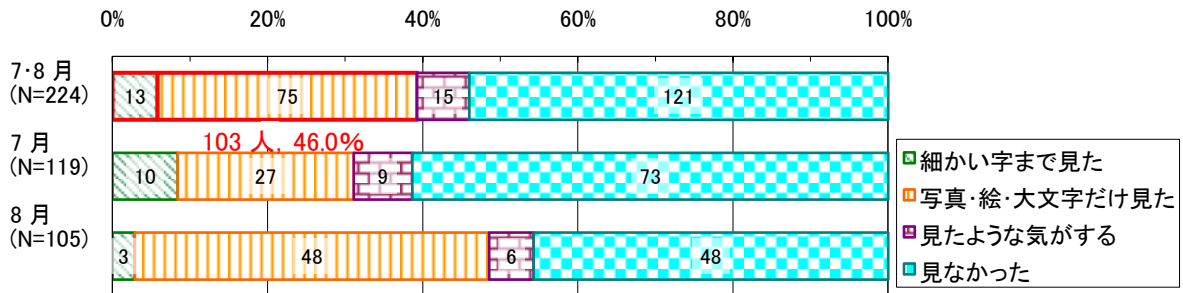 0% 20% 40% 60% 80% 100%
7・8 月
(N=224)
13 75 15 121
103 人, 46.0%
7 月
(N=119)
10 27 9 73
8 月
(N=105)
3 48 6 48
細かい字まで見た
写真・絵・大文字だけ見た
見たような気がする
見なかった